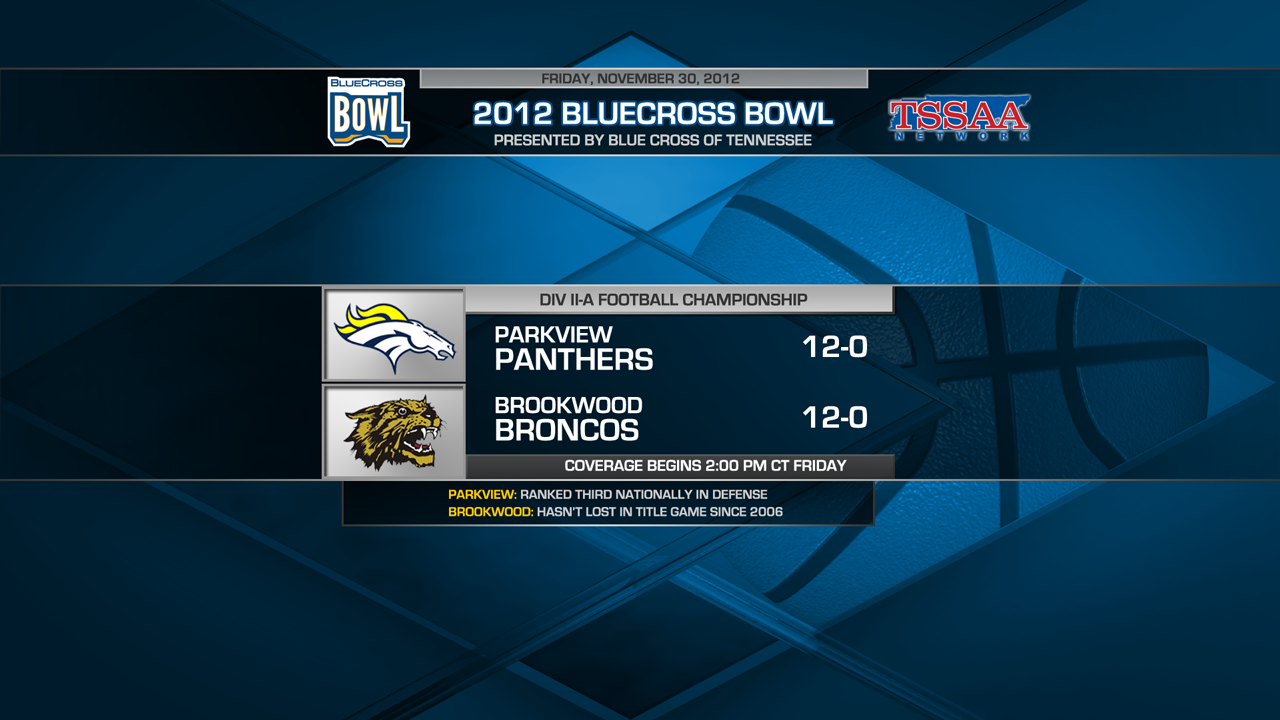 FRIDAY, NOVEMBER 30, 2012
BLUECROSS
BOWL
2012 BLUECROSS BOWL
PRESENTED BY BLUE CROSS OF TENNESSEE
TSSAA
NETWORK
DIV II-A FOOTBALL CHAMPIONSHIP
PARKVIEW
PANTHERS
12-0
BROOKWOOD
BRONCOS
12-0
COVERAGE BEGINS 2:00 PM CT FRIDAY
PARKVIEW: RANKED THIRD NATIONALLY IN DEFENSE
BROOKWOOD: HASN'T LOST IN TITLE GAME SINCE 2006